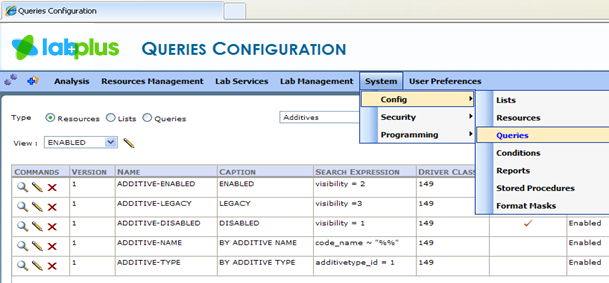 Queries Configuration
labplus QUERIES CONFIGURATION
Analysis Resources Management Lab Services Lab Management System User Preferences
Config Lists
Type Resources Lists Queries Additives Security Resources
Programming Queries
View : ENABLED Conditions
COMMANDS VERSION NAME CAPTION SEARCH EXPRESSION DRIVER CLASS Reports
1 ADDITIVE-ENABLED ENABLED visibility = 2 149 Stored Procedures
1 ADDITIVE-LEGACY LEGACY visibility =3 149 Format Masks
1 ADDITIVE-DISABLED DISABLED visibility = 1 149 Enabled
1 ADDITIVE-NAME BY ADDITIVE NAME code_name ~ "%%" 149 Enabled
1 ADDITIVE-TYPE BY ADDITIVE TYPE additivetype_id = 1 149 Enabled